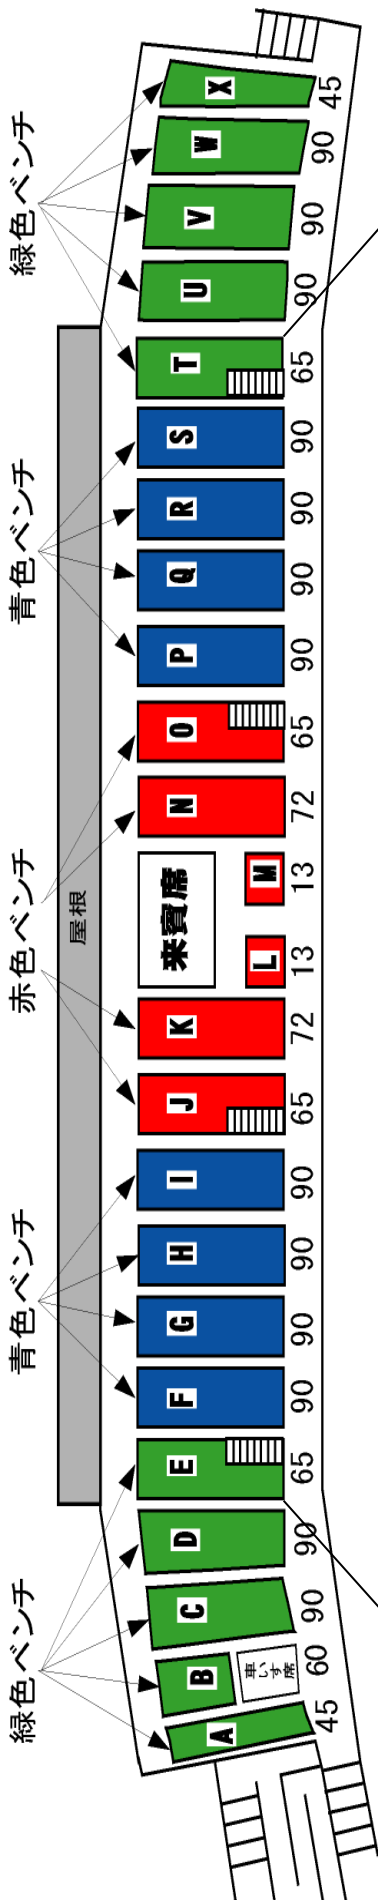 緑色ベンチ
青色ベンチ
赤色ベンチ
青色ベンチ
緑色ベンチ
屋根
A
B
C
D
E
F
G
H
I
J
K
L
M
N
O
P
Q
R
S
T
U
V
W
X
来賓席
車いす席
45
60
90
90
65
90
90
90
90
65
72
13
13
72
65
90
90
90
90
65
90
90
90
45